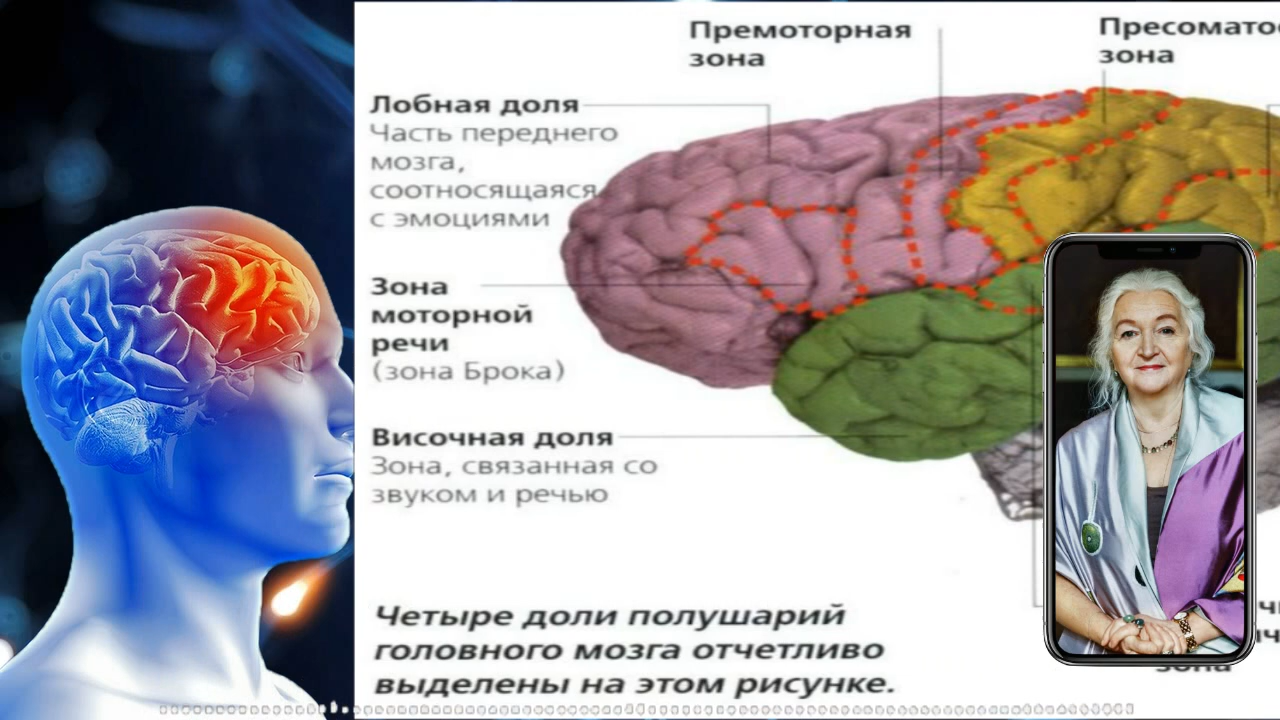 Премоторная
зона
Лобная доля
Часть переднего
мозга,
соотносящаяся
с эмоциями
Зона
моторной
речи
(зона Брока)
Височная доля
Зона, связанная со
звуком и речью
Четыре доли полушарий
головного мозга отчетливо
выделены на этом рисунке.
зона
зона